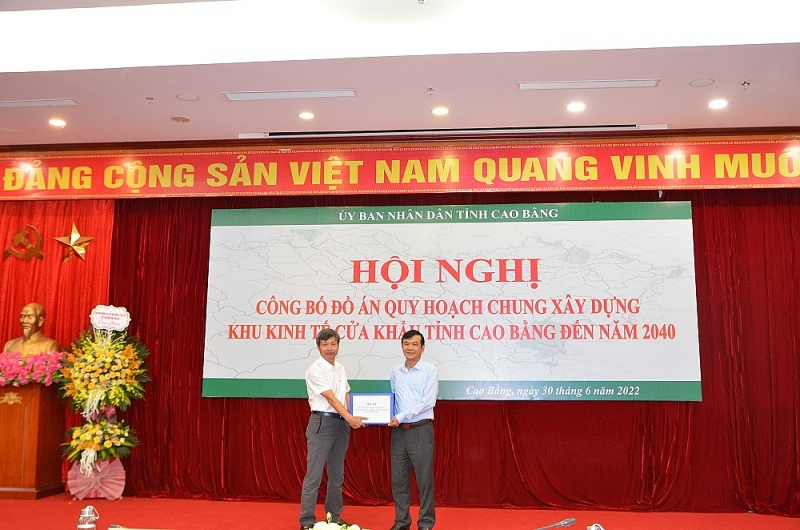 ĐẢNG CỘNG SẢN VIỆT NAM QUANG VINH MUÔ
ỦY BAN NHÂN DÂN TỈNH CAO BẰNG
HỘI NGHỊ
CÔNG BỐ ĐỒ ÁN QUY HOẠCH CHUNG XÂY DỰNG
KHU KINH TẾ CỬA KHẨU TỈNH CAO BẰNG ĐẾN NĂM 2040
Cao Bằng, ngày 30 tháng 6 năm 2022